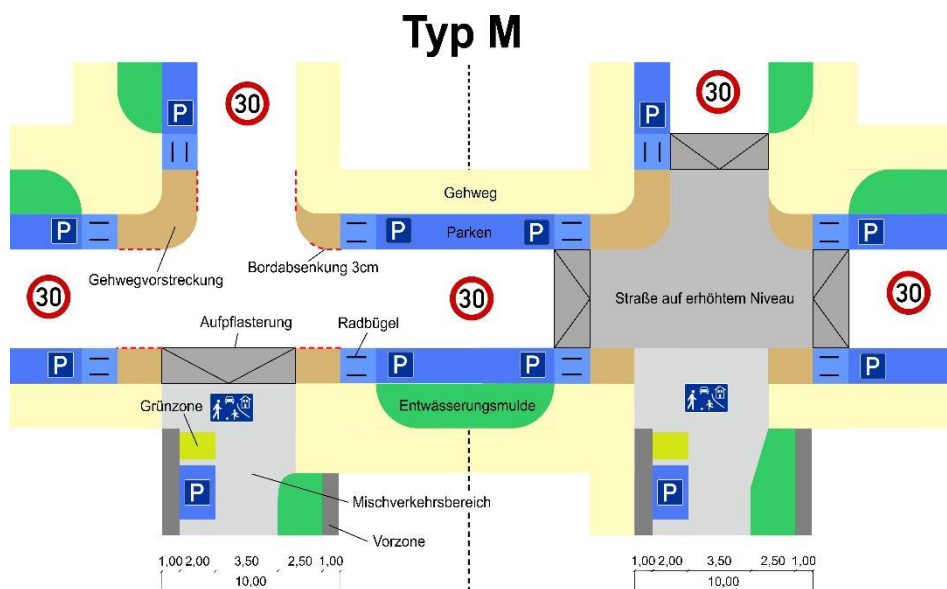 Typ M
30
30
P
P
Gehweg
P
P
Parken
P
P
Gehwegvorstreckung
Bordabsenkung 3cm
30
30
Straße auf erhöhtem Niveau
30
Aufpflasterung
Radbügel
P
P
P
P
Grünzone
Entwässerungsmulde
P
P
Mischverkehrsbereich
Vorzone
1,00 2,00 3,50 2,50 1,00
1,00 2,00 3,50 2,50 1,00
10,00
10,00